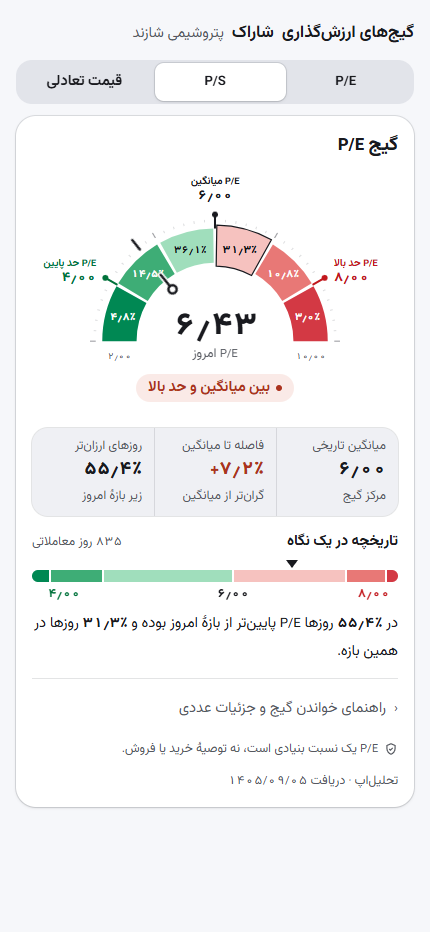 گیج‌های ارزش‌گذاری شاراک پتروشیمی شازند
P/E
P/S
قیمت تعادلی
گیج P/E
P/E میانگین
۶٫۰۰
P/E حد پایین
۴٫۰۰
P/E حد بالا
۸٫۰۰
۴٫۸٪
۱۴٫۵٪
۳۶٫۱٪
۳۱٫۳٪
۱۰٫۸٪
۳٫۰٪
۲٫۰۰
۱۰٫۰۰
۶٫۴۳
P/E امروز
بین میانگین و حد بالا
میانگین تاریخی
۶٫۰۰
مرکز گیج
فاصله تا میانگین
+۷٫۲٪
گران‌تر از میانگین
روزهای ارزان‌تر
۵۵٫۴٪
زیر بازهٔ امروز
تاریخچه در یک نگاه
۸۳۵ روز معاملاتی
۴٫۰۰
۶٫۰۰
۸٫۰۰
در ۵۵٫۴٪ روزها P/E پایین‌تر از بازهٔ امروز بوده و ۳۱٫۳٪ روزها در
همین بازه.
‹ راهنمای خواندن گیج و جزئیات عددی
P/E یک نسبت بنیادی است، نه توصیهٔ خرید یا فروش.
تحلیل‌اپ · دریافت ۱۴۰۵/۰۹/۰۵